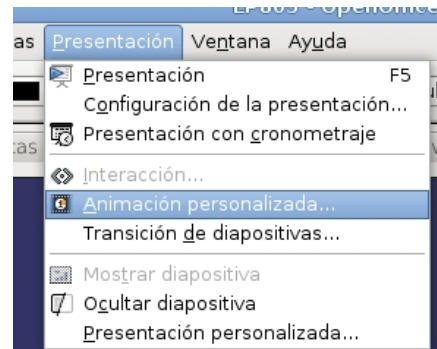 as Presentación Ventana Ayuda
Presentación F5
Configuración de la presentación...
Presentación con cronometraje
tas
Interacción...
Animación personalizada...
Transición de diapositivas...
Mostrar diapositiva
Ocultar diapositiva
Presentación personalizada...